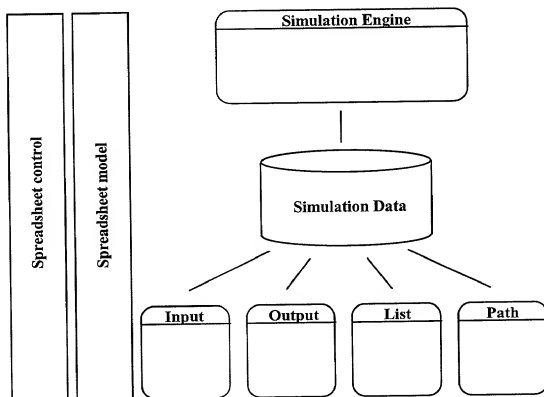 Spreadsheet control
Spreadsheet model
Simulation Engine
Simulation Data
Input
Output
List
Path